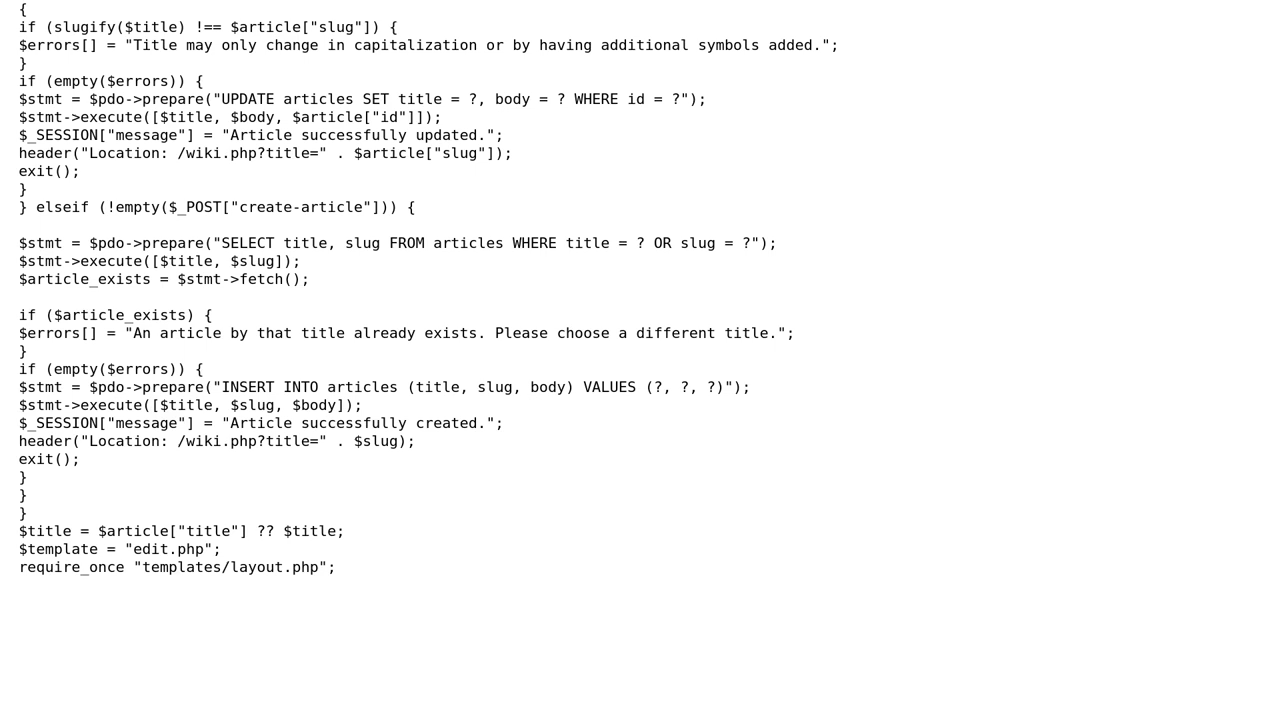 {
if (slugify($title) !== $article["slug"]) {
$errors[] = "Title may only change in capitalization or by having additional symbols added.";
}
if (empty($errors)) {
$stmt = $pdo->prepare("UPDATE articles SET title = ?, body = ? WHERE id = ?");
$stmt->execute([$title, $body, $article["id"]]);
$_SESSION["message"] = "Article successfully updated.";
header("Location: /wiki.php?title=" . $article["slug"]);
exit();
}
} elseif (!empty($_POST["create-article"])) {
$stmt = $pdo->prepare("SELECT title, slug FROM articles WHERE title = ? OR slug = ?");
$stmt->execute([$title, $slug]);
$article_exists = $stmt->fetch();
if ($article_exists) {
$errors[] = "An article by that title already exists. Please choose a different title.";
}
if (empty($errors)) {
$stmt = $pdo->prepare("INSERT INTO articles (title, slug, body) VALUES (?, ?, ?)");
$stmt->execute([$title, $slug, $body]);
$_SESSION["message"] = "Article successfully created.";
header("Location: /wiki.php?title=" . $slug);
exit();
}
}
}
$title = $article["title"] ?? $title;
$template = "edit.php";
require_once "templates/layout.php";